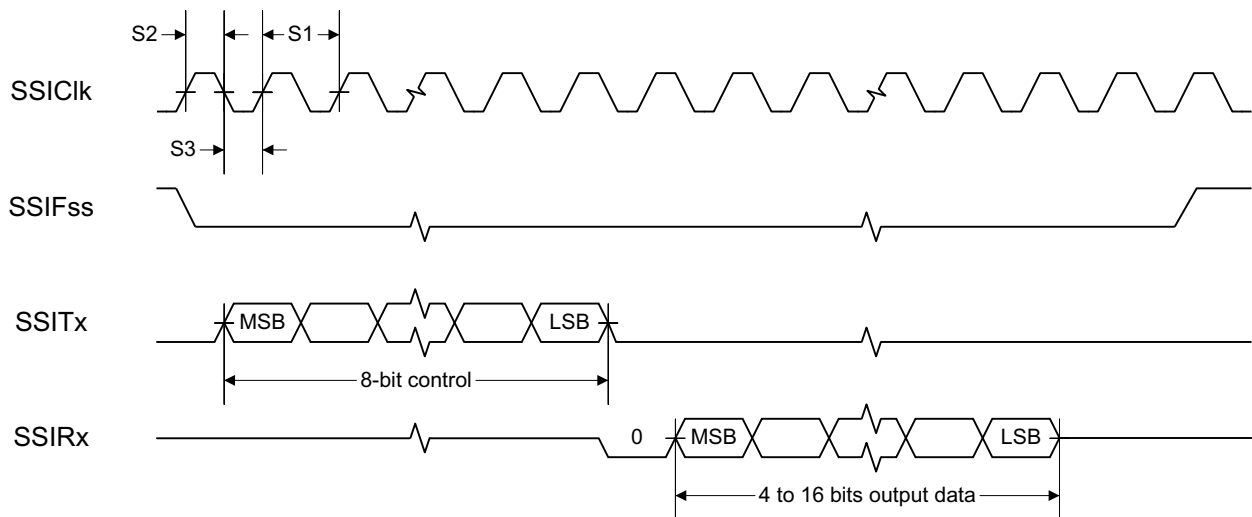 S2
S1
SSIClk
S3
SSIFss
SSITx
MSB
LSB
8-bit control
SSIRx
0
MSB
LSB
4 to 16 bits output data